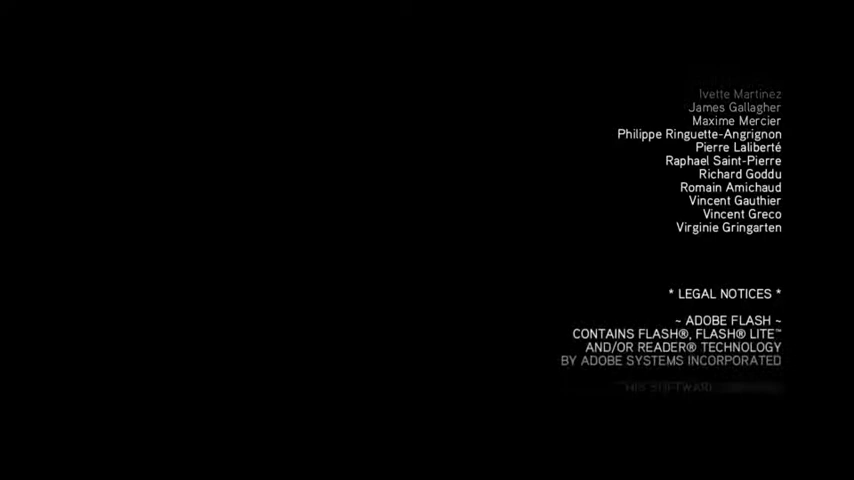 Ivette Martinez
James Gallagher
Maxime Mercier
Philippe Ringuette-Angrignon
Pierre Laliberté
Raphael Saint-Pierre
Richard Goddu
Romain Amichaud
Vincent Gauthier
Vincent Greco
Virginie Gringarten
* LEGAL NOTICES *
~ ADOBE FLASH ~
CONTAINS FLASH®, FLASH® LITE™
AND/OR READER® TECHNOLOGY
BY ADOBE SYSTEMS INCORPORATED
THIS SOFTWARE